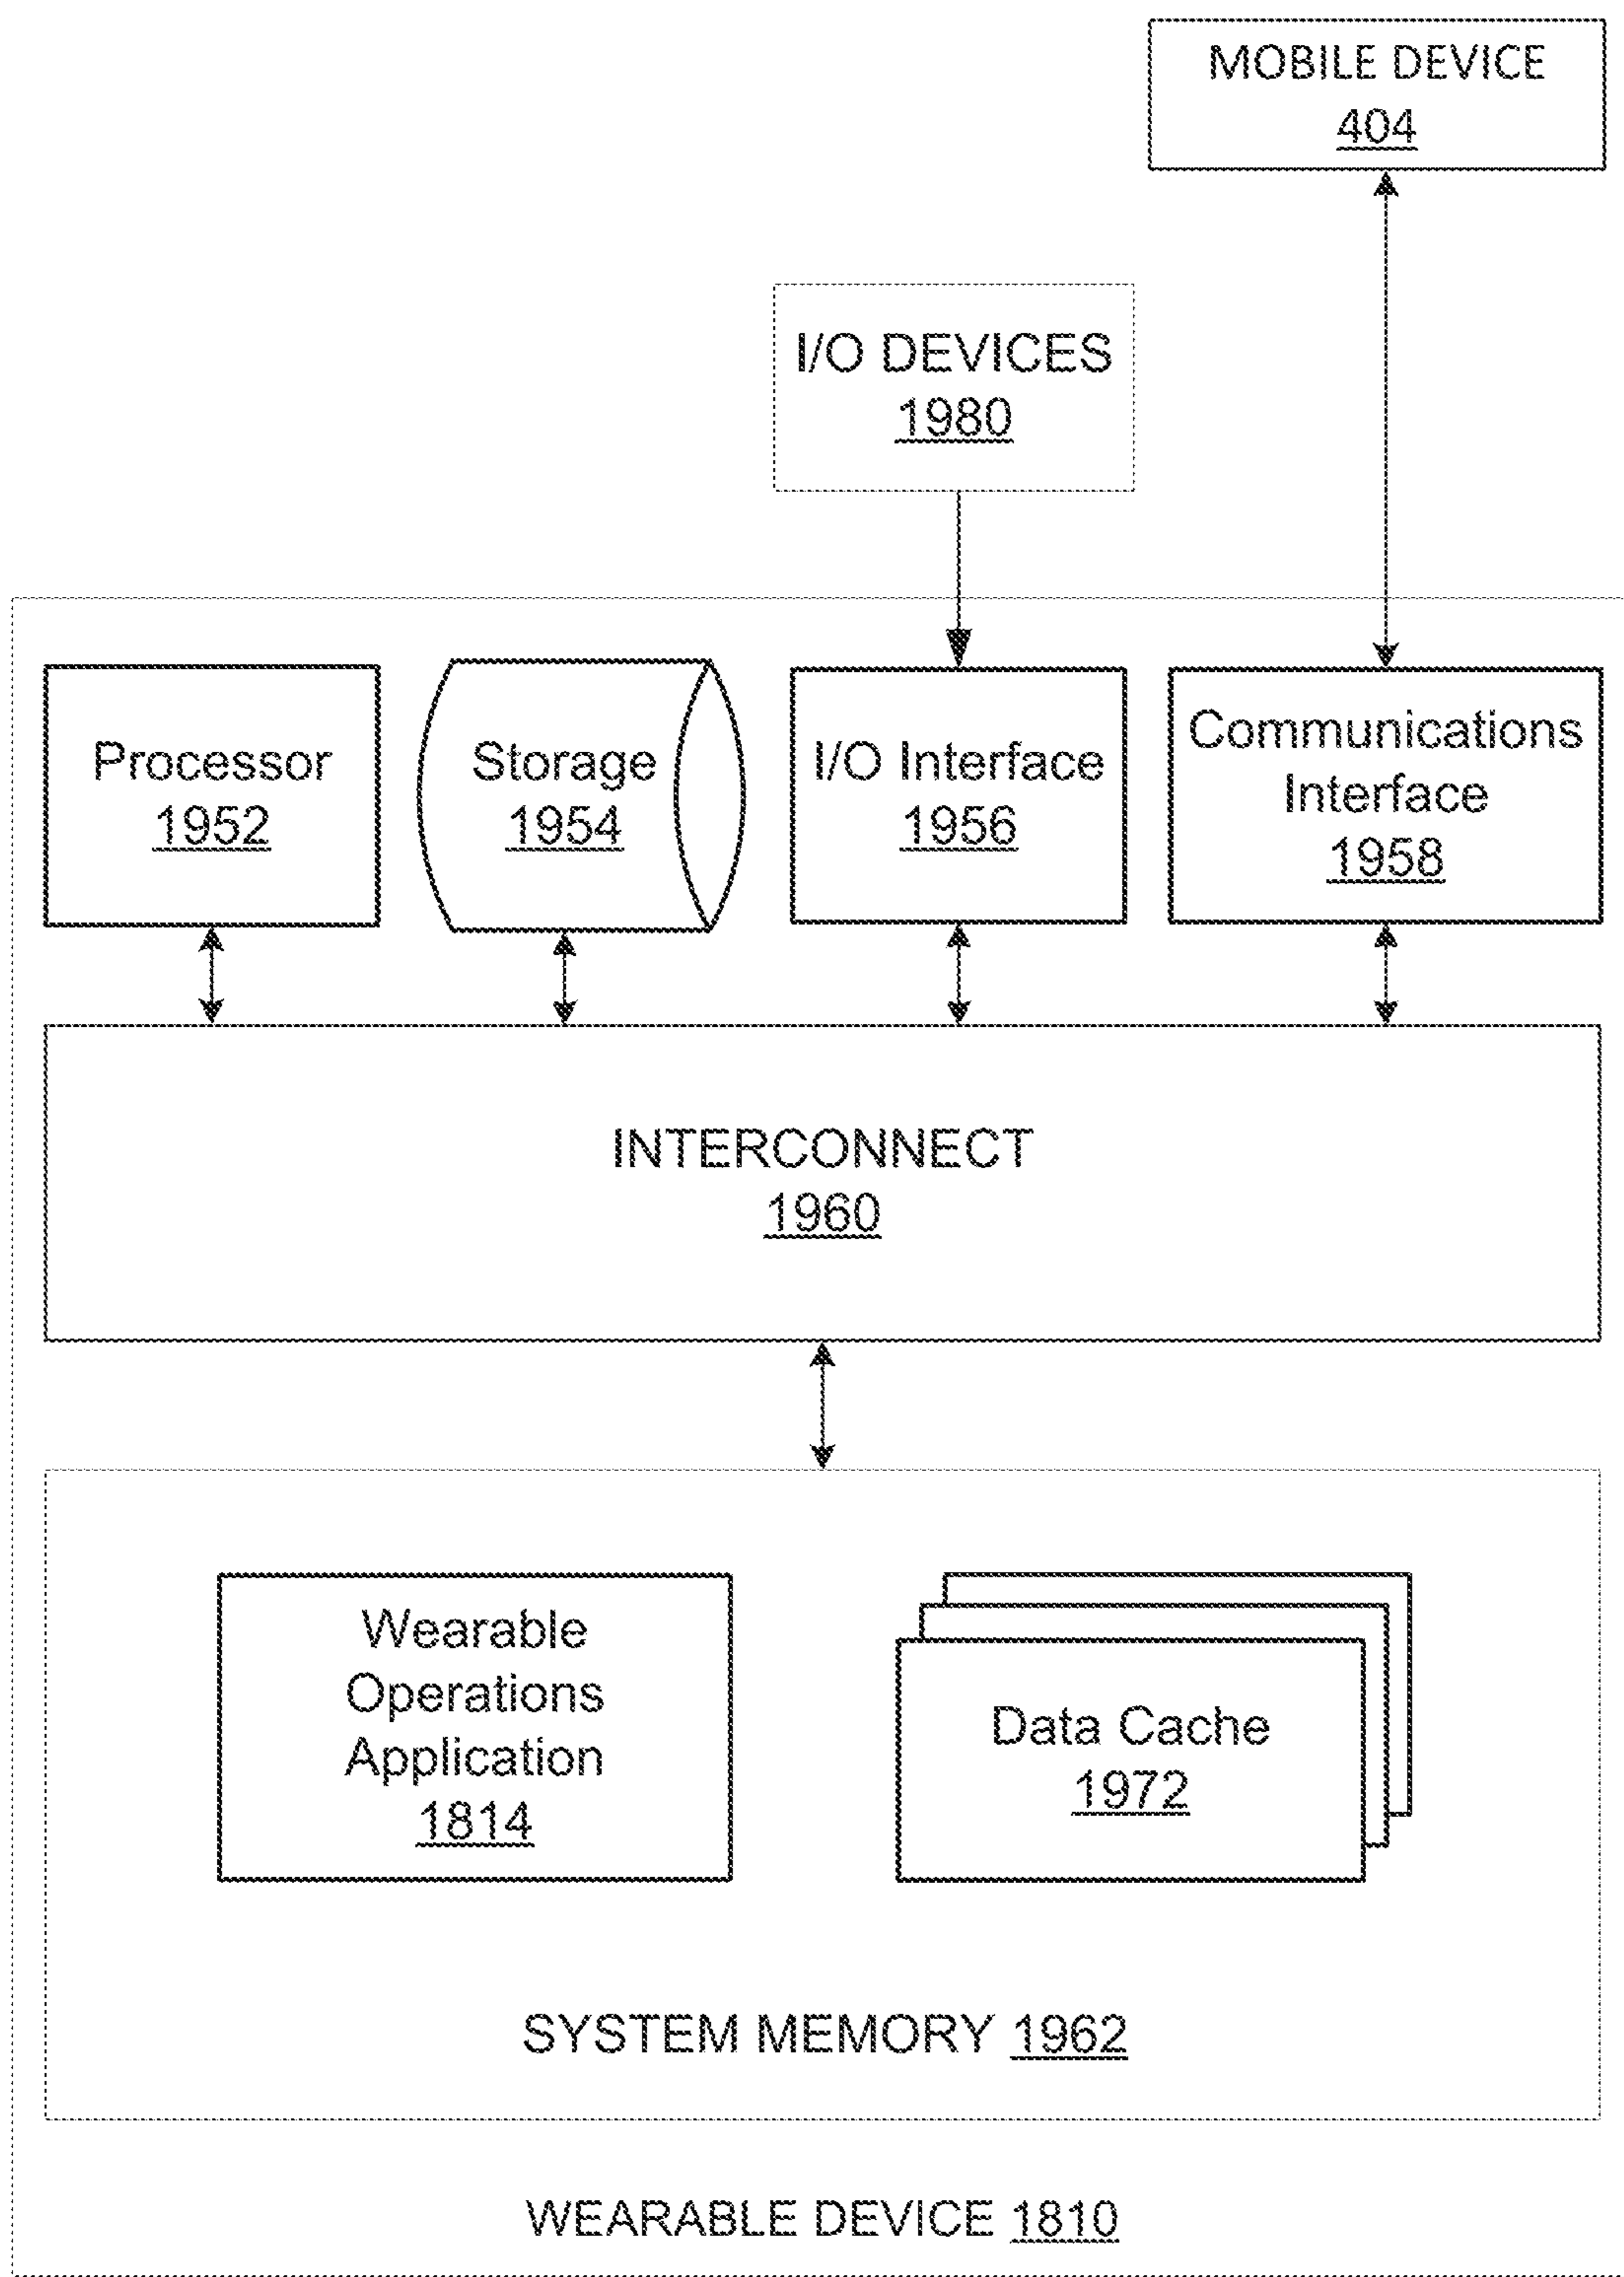 MOBILE DEVICE
404
I/O DEVICES
1980
Processor
1952
Storage
1954
I/O Interface
1956
Communications
Interface
1958
INTERCONNECT
1960
Wearable
Operations
Application
1814
Data Cache
1972
SYSTEM MEMORY 1962
WEARABLE DEVICE 1810